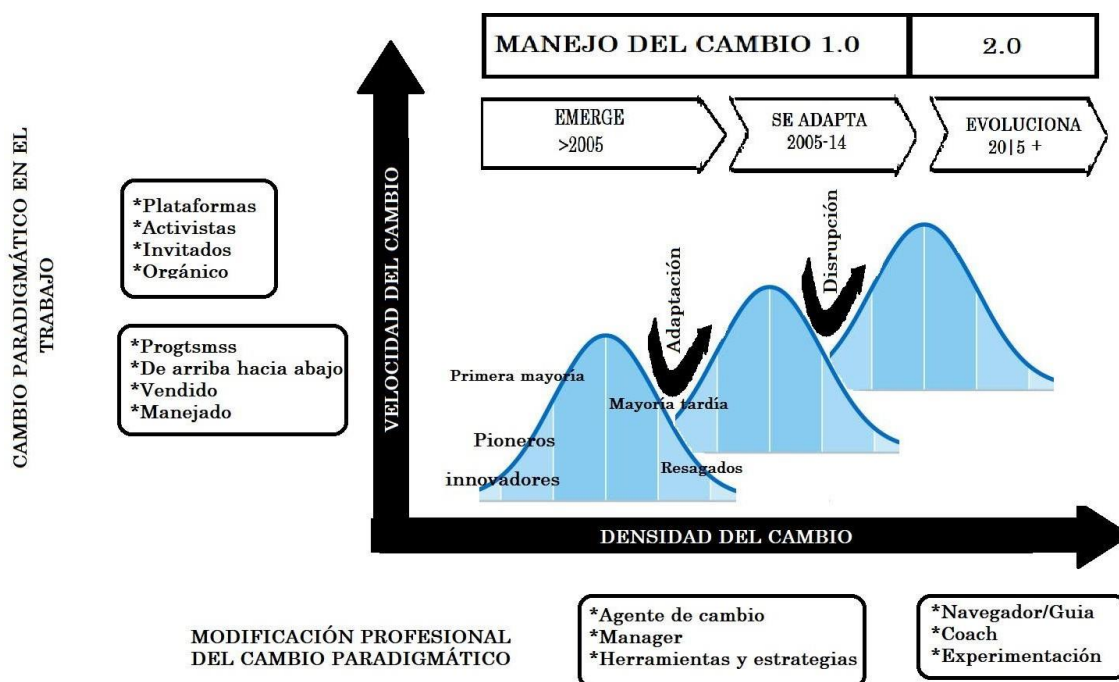 MANEJO DEL CAMBIO 1.0
2.0
EMERGE
>2005
SE ADAPTA
2005-14
EVOLUCIONA
20|5 +
CAMBIO PARADIGMÁTICO EN EL
TRABAJO
*Plataformas
*Activistas
*Invitados
*Orgánico
*Progtsmss
*De arriba hacia abajo
*Vendido
*Manejado
VELOCIDAD DEL CAMBIO
Adaptación
Disrupción
Primera mayoría
Mayoría tardía
Pioneros
innovadores
Resagados
DENSIDAD DEL CAMBIO
MODIFICACIÓN PROFESIONAL
DEL CAMBIO PARADIGMÁTICO
*Agente de cambio
*Manager
*Herramientas y estrategias
*Navegador/Guia
*Coach
*Experimentación